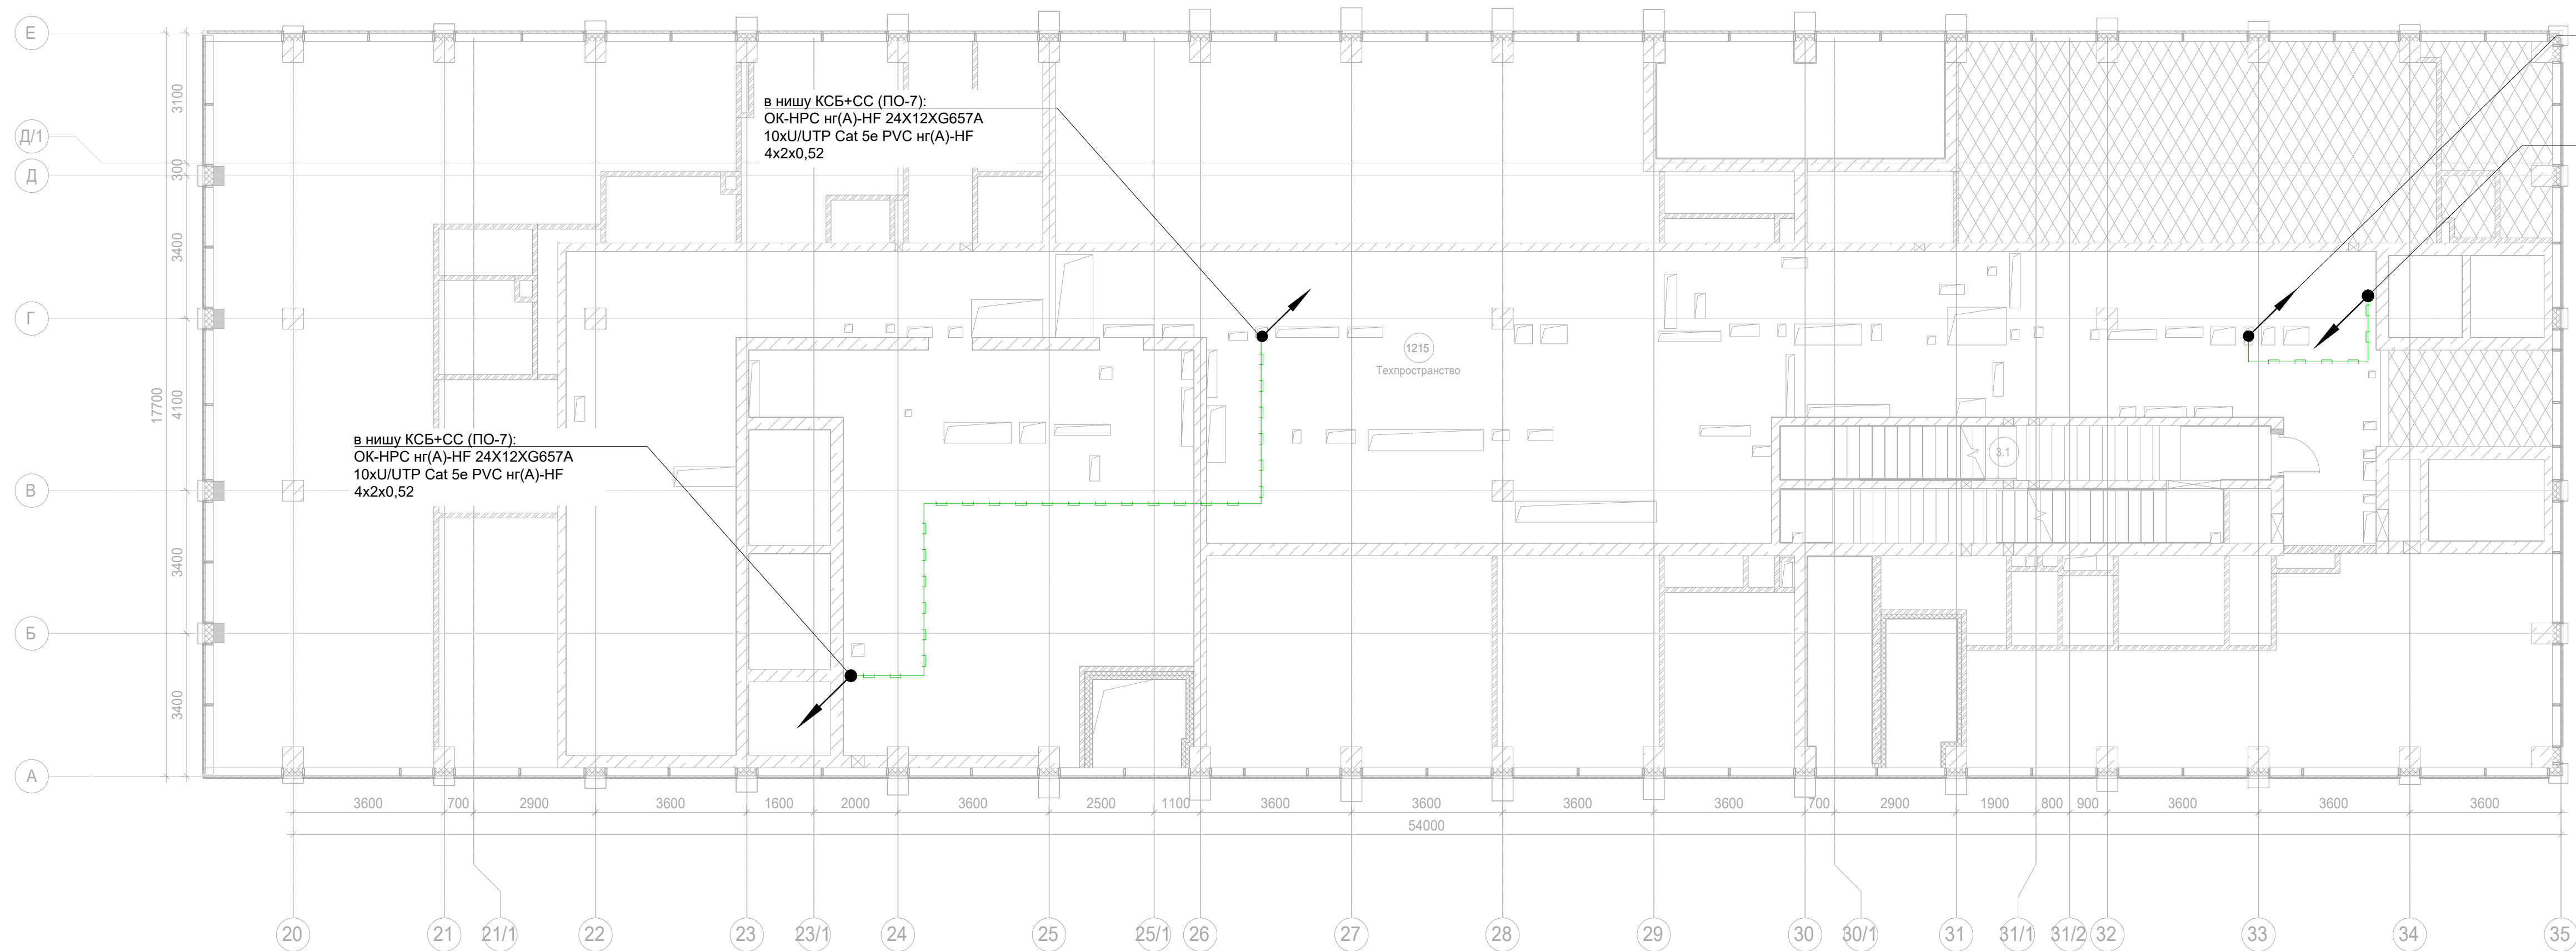 Е
Д/1
Д
Г
В
Б
А
3100
300
3400
4100
3400
3400
17700
в нишу КСБ+СС (ПО-7):
ОК-НРС нг(А)-HF 24X12XG657A
10xU/UTP Cat 5e PVC нг(А)-HF
4x2x0,52
в нишу КСБ+СС (ПО-7):
ОК-НРС нг(А)-HF 24X12XG657A
10xU/UTP Cat 5e PVC нг(А)-HF
4x2x0,52
1215
Техпространство
3.1
3600 700 2900 3600 1600 2000 3600 2500 1100 3600 3600 3600 3600 700 2900 1900 800 900 3600 3600 3600
54000
20 21 21/1 22 23 23/1 24 25 25/1 26 27 28 29 30 30/1 31 31/1 31/2 32 33 34 35